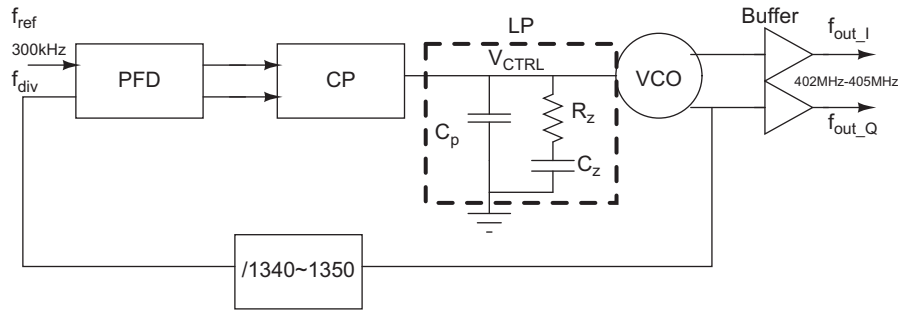 f_ref
300kHz
f_div
PFD
CP
LP
V_CTRL
C_p
R_z
C_z
VCO
Buffer
f_out_I
402MHz-405MHz
f_out_Q
/1340~1350